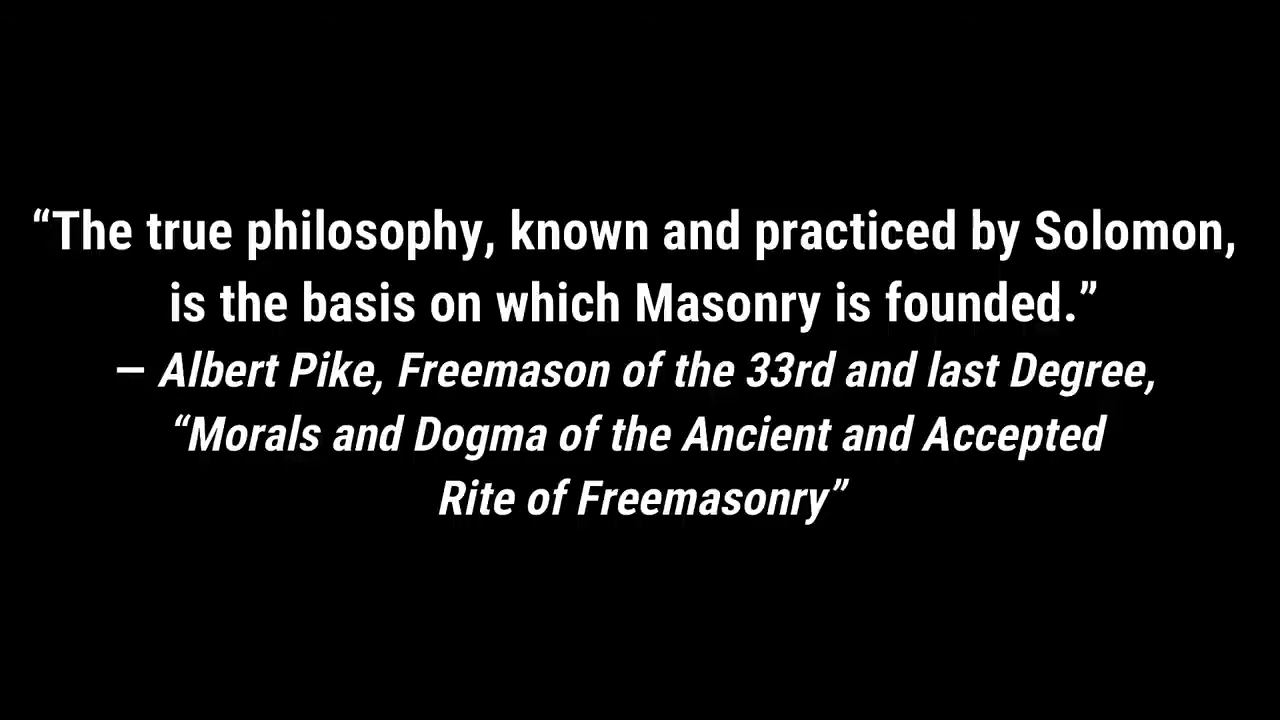 “The true philosophy, known and practiced by Solomon,
is the basis on which Masonry is founded.”
– Albert Pike, Freemason of the 33rd and last Degree,
“Morals and Dogma of the Ancient and Accepted
Rite of Freemasonry”